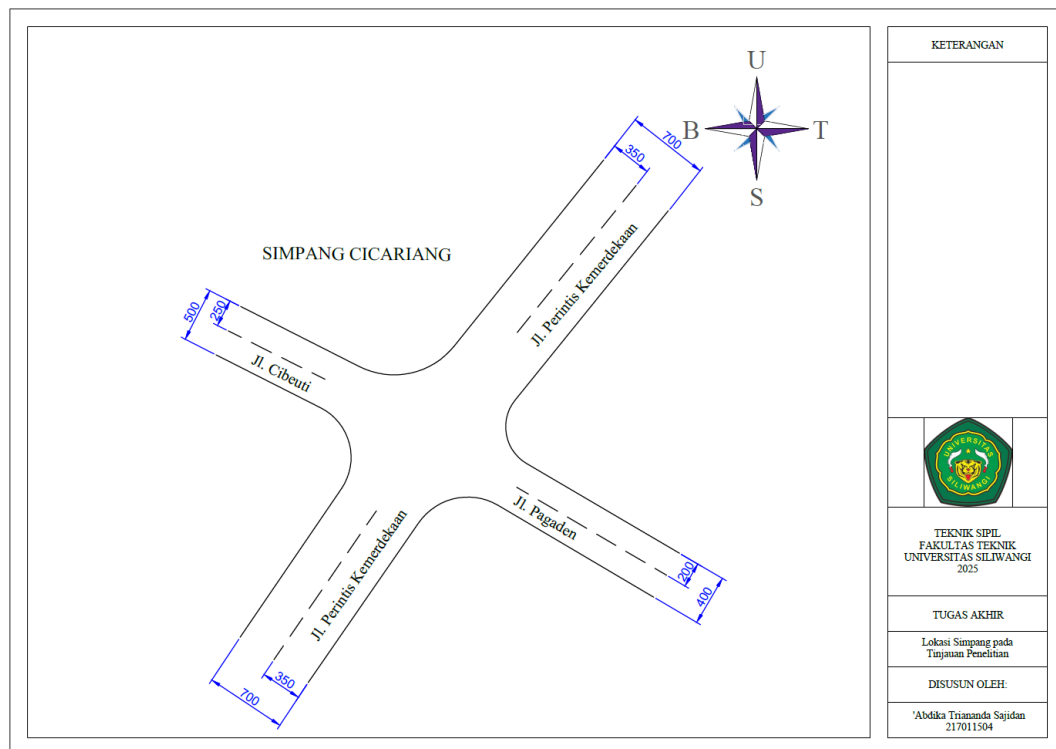 U
B
T
S
SIMPANG CICARIANG
700
350
Jl. Perintis Kemerdekaan
500
250
Jl. Cibeuti
Jl. Pagaden
200
400
Jl. Perintis Kemerdekaan
350
700
KETERANGAN
UNIVERSITAS
SILIWANGI
TEKNIK SIPIL
FAKULTAS TEKNIK
UNIVERSITAS SILIWANGI
2025
TUGAS AKHIR
Lokasi Simpang pada
Tinjauan Penelitian
DISUSUN OLEH:
'Abdika Triananda Sajidan
217011504